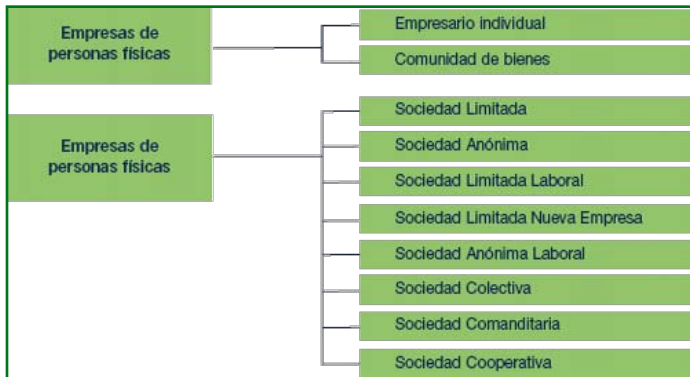 Empresas de
personas físicas
Empresario individual
Comunidad de bienes
Empresas de
personas físicas
Sociedad Limitada
Sociedad Anónima
Sociedad Limitada Laboral
Sociedad Limitada Nueva Empresa
Sociedad Anónima Laboral
Sociedad Colectiva
Sociedad Comanditaria
Sociedad Cooperativa